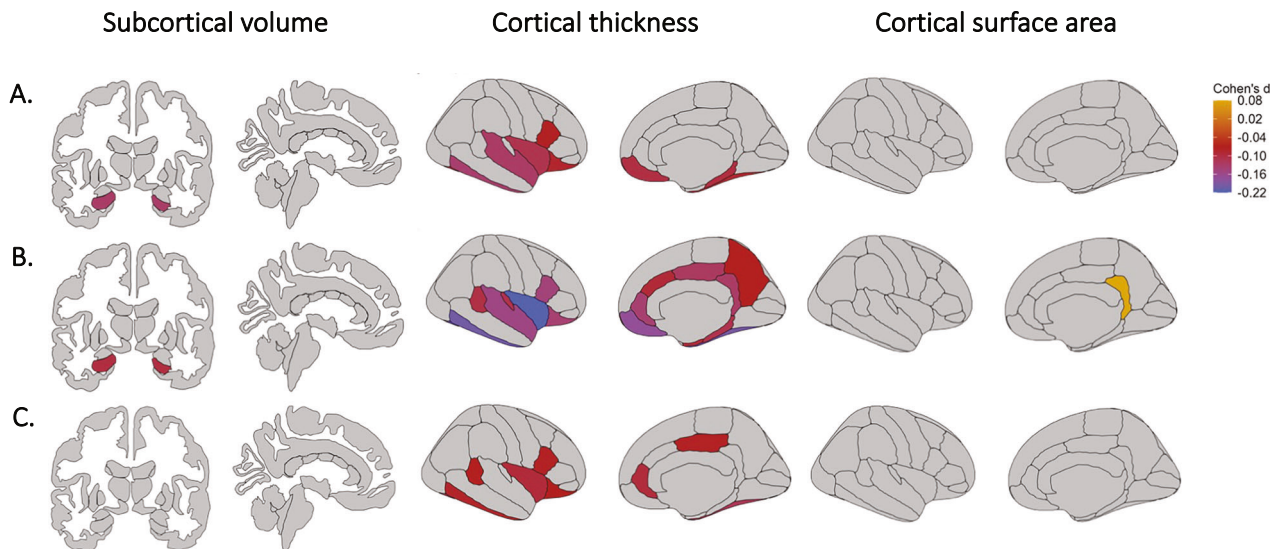 Subcortical volume
Cortical thickness
Cortical surface area
A.
Cohen's d
0.08
0.02
-0.04
-0.10
-0.16
-0.22
B.
C.